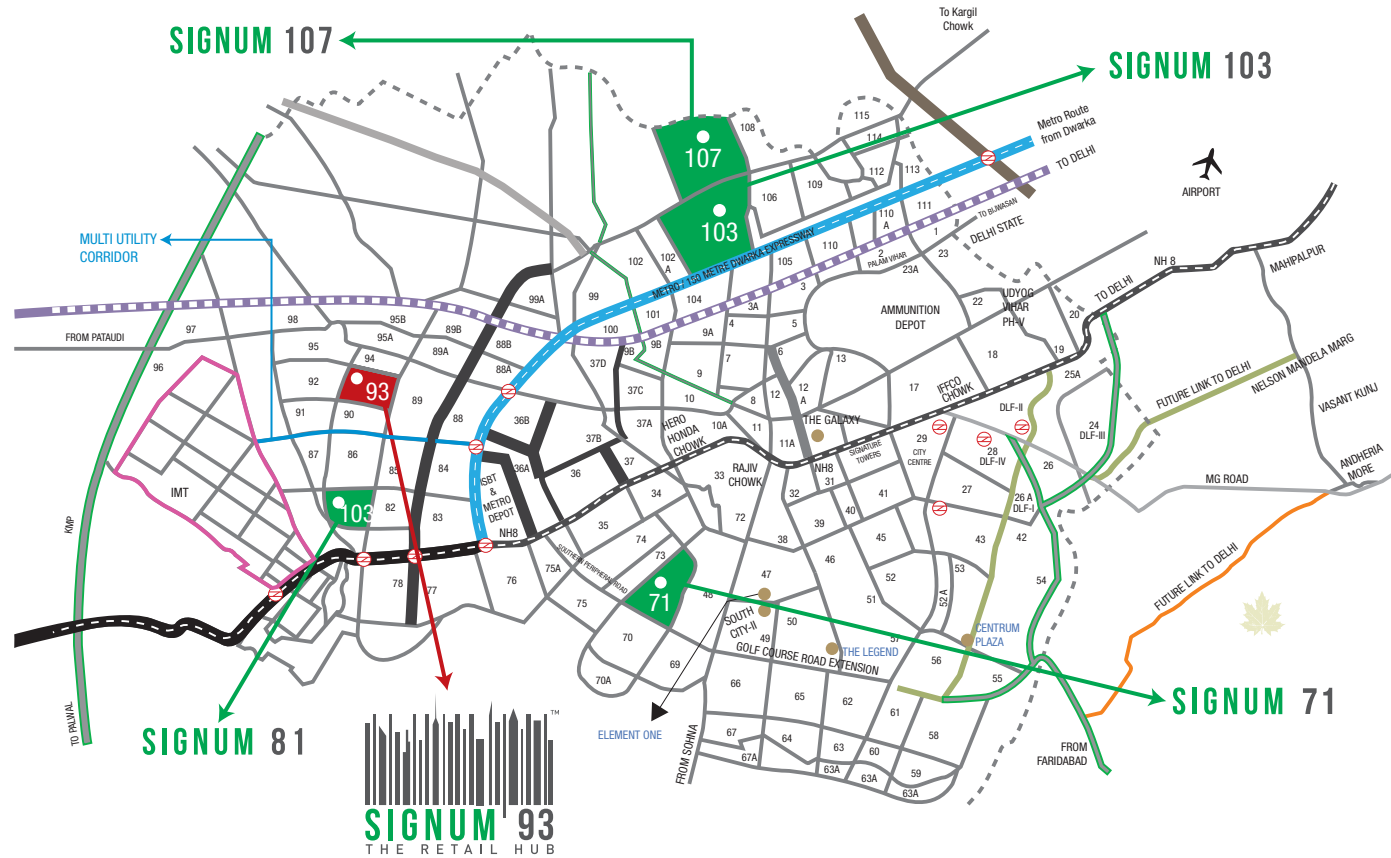 To Kargil
Chowk
SIGNUM 107
SIGNUM 103
115
108
Metro Route
from Dwarka
114
107
TO DELHI
112
113
109
106
AIRPORT
111
110
A
TO BIJWASAN
103
1
DELHI STATE
MULTI UTILITY
CORRIDOR
102
102
A
105
110
2
PALAM VIHAR
23
23A
NH 8
MAHIPALPUR
METRO / 150 METRE DWARKA EXPRESSWAY
99A
99
104
3
TO DELHI
101
3A
AMMUNITION
DEPOT
22
UDYOG
VIHAR
PH-V
20
98
95B
97
FROM PATAUDI
89B
88B
100
9A
4
5
95A
9B
9B
95
94
89A
37D
7
6
13
18
19
96
88A
9
IFFCO
CHOWK
25A
FUTURE LINK TO DELHI
NELSON MANDELA MARG
92
93
89
37C
12
12
A
17
91
90
88
36B
10
8
DLF-II
VASANT KUNJ
37A
10A
11
THE GALAXY
24
DLF-III
HERO
HONDA
CHOWK
11A
29
CITY
CENTRE
28
DLF-IV
87
86
85
84
36A
37B
36
37
33
RAJIV
CHOWK
NH8
31
SIGNATURE
TOWERS
26
ANDHERIA
MORE
IMT
ISBT
&
METRO
DEPOT
34
32
41
27
26 A
DLF-I
MG ROAD
103
82
83
35
72
39
40
KMP
NH8
74
38
45
43
42
SOUTHERN PERIPHERAL ROAD
73
46
53
54
FUTURE LINK TO DELHI
78
77
76
75A
75
71
48
47
52
52 A
51
SOUTH
CITY-II
49
50
CENTRUM
PLAZA
57
70
THE LEGEND
56
GOLF COURSE ROAD EXTENSION
70A
69
66
65
62
55
61
SIGNUM 71
TO PALWAL
SIGNUM 81
ELEMENT ONE
FROM SOHNA
67
64
63
60
58
FROM
FARIDABAD
67A
63A
63A
59
63A
TM
SIGNUM 93
THE RETAIL HUB